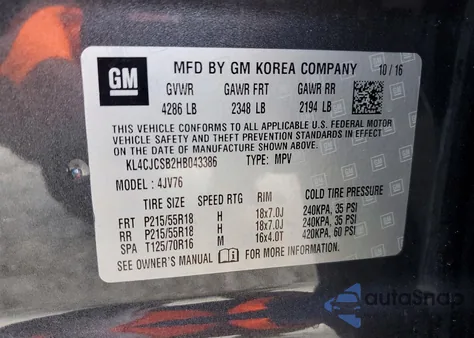 GM
MFD BY GM KOREA COMPANY 10/16
GVWR GAWR FRT GAWR RR
4286 LB 2348 LB 2194 LB
THIS VEHICLE CONFORMS TO ALL APPLICABLE U.S. FEDERAL MOTOR
VEHICLE SAFETY AND THEFT PREVENTION STANDARDS IN EFFECT ON
THE DATE OF MANUFACTURE SHOWN ABOVE.
KL4CJCSB2HB043386 TYPE: MPV
MODEL: 4JV76
TIRE SIZE SPEED RTG RIM COLD TIRE PRESSURE
FRT P215/55R18 H 18x7.0J 240KPA, 35 PSI
RR P215/55R18 H 18x7.0J 240KPA, 35 PSI
SPA T125/70R16 M 16x4.0T 420KPA, 60 PSI
SEE OWNER'S MANUAL FOR MORE INFORMATION.
autoSnap